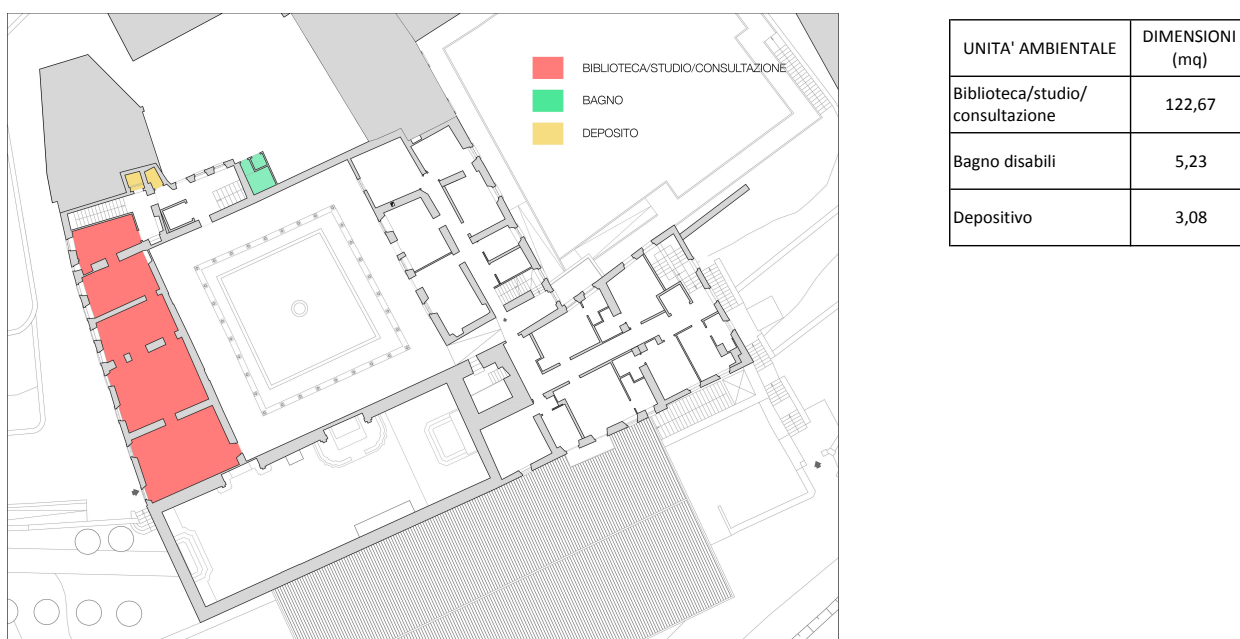 BIBLIOTECA/STUDIO/CONSULTAZIONE
BAGNO
DEPOSITO
UNITA' AMBIENTALE
DIMENSIONI
(mq)
Biblioteca/studio/
consultazione
122,67
Bagno disabili
5,23
Depositivo
3,08